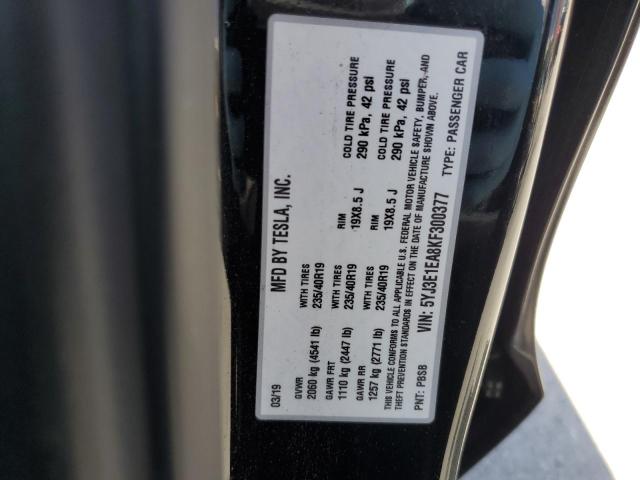 MFD BY TESLA, INC.
03/19
GVWR WITH TIRES RIM COLD TIRE PRESSURE
2060 kg (4541 lb) 235/40R19 19X8.5 J 290 kPa, 42 psi
GAWR FRT WITH TIRES RIM COLD TIRE PRESSURE
1110 kg (2447 lb) 235/40R19 19X8.5 J 290 kPa, 42 psi
GAWR RR WITH TIRES
1257 kg (2771 lb) 235/40R19
THIS VEHICLE CONFORMS TO ALL APPLICABLE U.S. FEDERAL MOTOR VEHICLE SAFETY, BUMPER, AND
THEFT PREVENTION STANDARDS IN EFFECT ON THE DATE OF MANUFACTURE SHOWN ABOVE.
VIN: 5YJ3E1EA8KF300377
PNT: PBSB TYPE: PASSENGER CAR